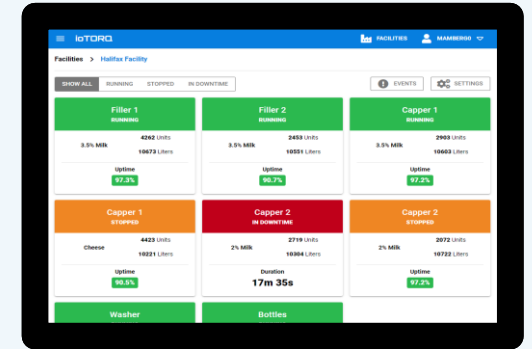 ioTORQ
FACILITIES
MAMBERG0
Facilities > Halifax Facility
SHOW ALL RUNNING STOPPED IN DOWNTIME
EVENTS
SETTINGS
Filler 1
RUNNING
3.5% Milk
4262 Units
10673 Liters
Uptime
97.3%
Filler 2
RUNNING
3.5% Milk
2453 Units
10551 Liters
Uptime
90.7%
Capper 1
RUNNING
3.5% Milk
2903 Units
10603 Liters
Uptime
97.2%
Capper 1
STOPPED
Cheese
4423 Units
10221 Liters
Uptime
90.5%
Capper 2
IN DOWNTIME
2% Milk
2719 Units
10304 Liters
Duration
17m 35s
Capper 2
STOPPED
2% Milk
2072 Units
10722 Liters
Uptime
97.2%
Washer
Bottles